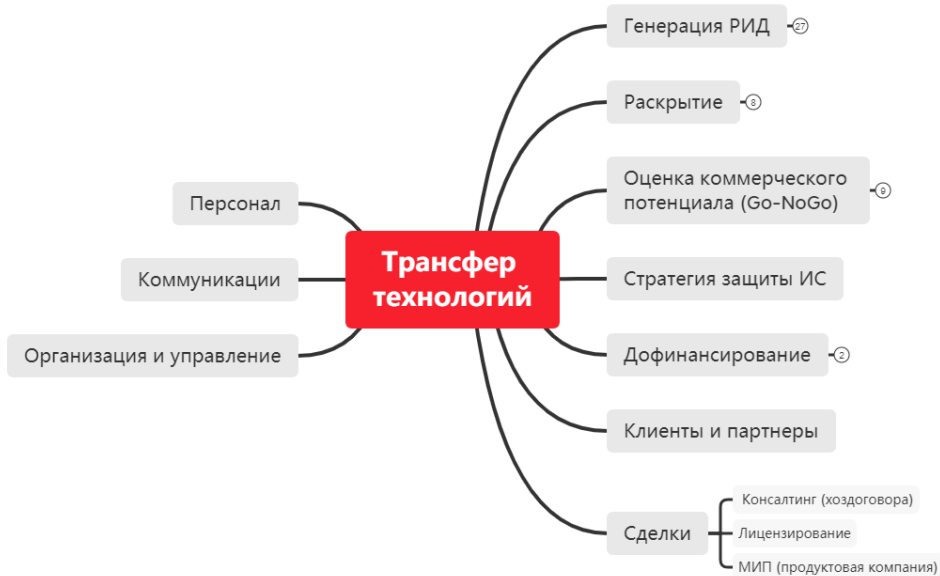 Генерация РИД
27
Раскрытие
8
Оценка коммерческого
потенциала (Go-NoGo)
9
Персонал
Трансфер
технологий
Коммуникации
Стратегия защиты ИС
Организация и управление
Дофинансирование
2
Клиенты и партнеры
Сделки
Консалтинг (хоздоговора)
Лицензирование
МИП (продуктовая компания)